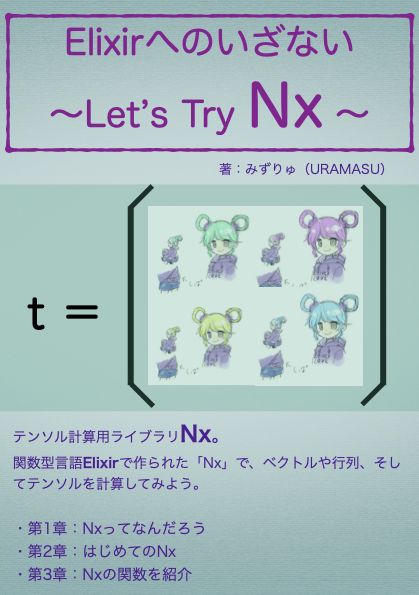 Elixirへのいざない
〜Let's Try Nx 〜
著：みずりゅ（URAMASU）
t =
テンソル計算用ライブラリNx。
関数型言語Elixirで作られた「Nx」で、ベクトルや行列、そし
てテンソルを計算してみよう。
・第1章：Nxってなんだろう
・第2章：はじめてのNx
・第3章：Nxの関数を紹介